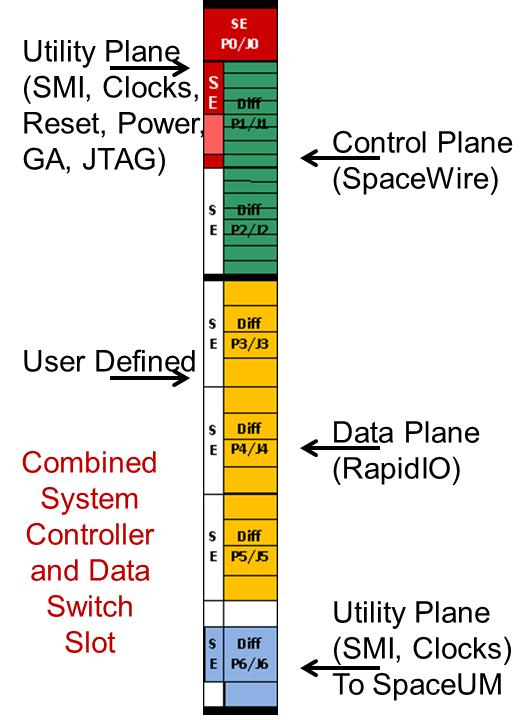 SE
P0/J0
Utility Plane
(SMI, Clocks,
Reset, Power,
GA, JTAG)
S
E
Diff
P1/J1
Control Plane
(SpaceWire)
S
E
Diff
P2/J2
S
E
Diff
P3/J3
User Defined
S
E
Diff
P4/J4
Data Plane
(RapidIO)
Combined
System
Controller
and Data
Switch
Slot
S
E
Diff
P5/J5
S
E
Diff
P6/J6
Utility Plane
(SMI, Clocks)
To SpaceUM